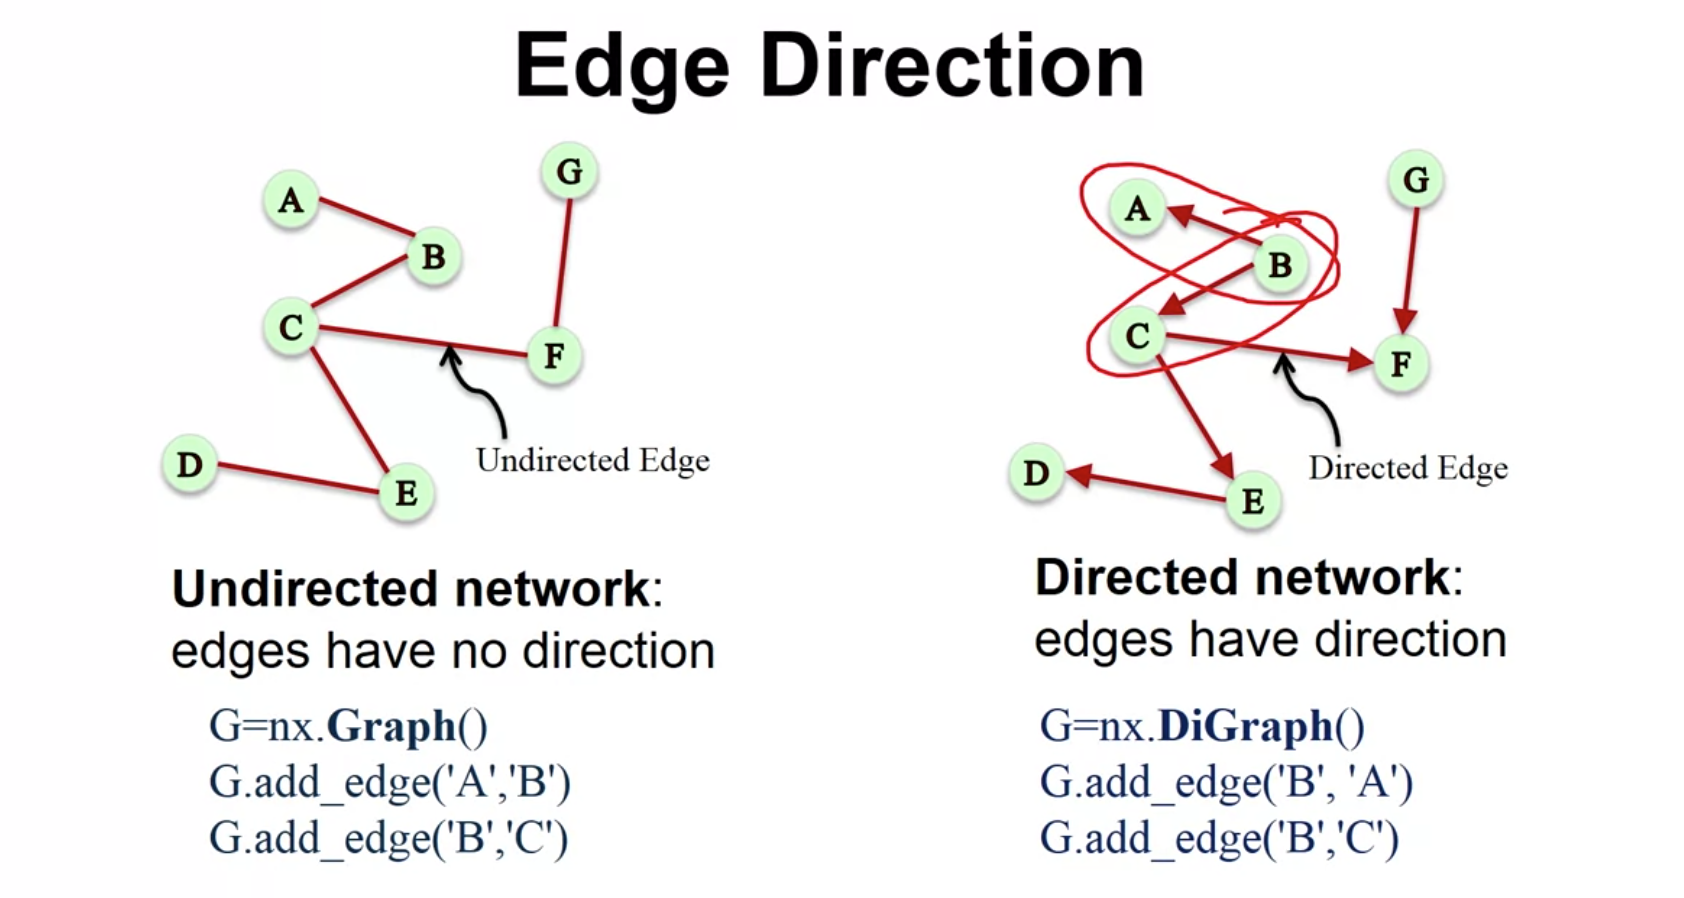 Edge Direction
A
B
C
D
E
F
G
Undirected Edge
Undirected network:
edges have no direction
G=nx.Graph()
G.add_edge('A','B')
G.add_edge('B','C')
A
B
C
D
E
F
G
Directed Edge
Directed network:
edges have direction
G=nx.DiGraph()
G.add_edge('B', 'A')
G.add_edge('B','C')